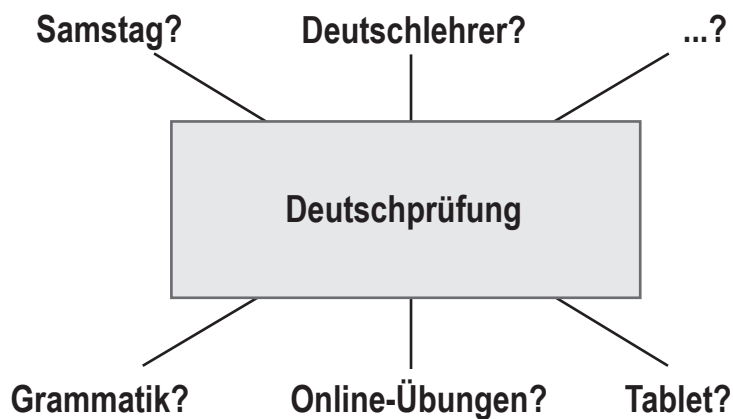 Samstag? Deutschlehrer? ...?
Deutschprüfung
Grammatik? Online-Übungen? Tablet?